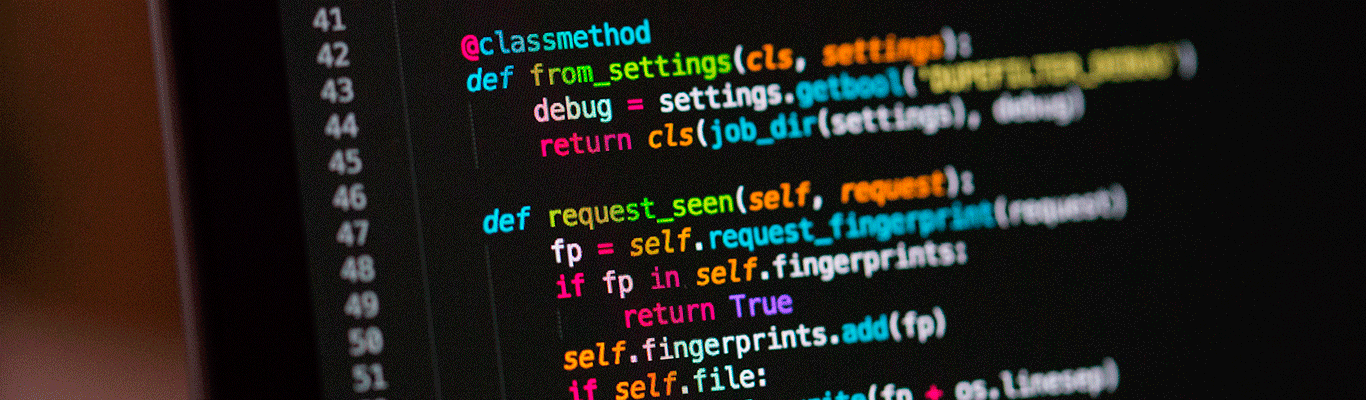 41
42 @classmethod
43 def from_settings(cls, settings):
44 debug = settings.getbool('DUPEFILTER_DEBUG')
45 return cls(job_dir(settings), debug)
46
47 def request_seen(self, request):
48 fp = self.request_fingerprint(request)
49 if fp in self.fingerprints:
50 return True
51 self.fingerprints.add(fp)
if self.file:
write(fp + os.linesep)